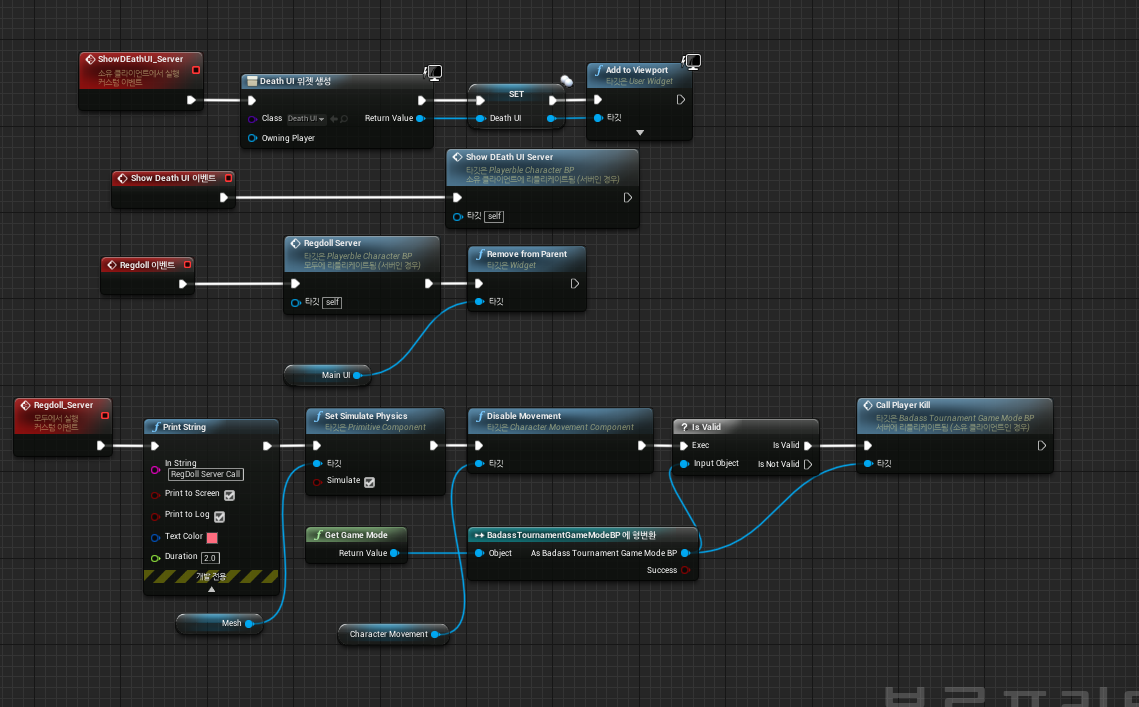 ShowDEathUI_Server
소유 클라이언트에서 실행
커스텀 이벤트
Death UI 위젯 생성
Class Death UI Return Value
Owning Player
SET
Death UI
Add to Viewport
타깃은 User Widget
타깃
Show Death UI 이벤트
Show DEath UI Server
타깃은 Playerble Character BP
소유 클라이언트에 리플리케이트됨 (서버인 경우)
타깃 self
Regdoll 이벤트
Regdoll Server
타깃은 Playerble Character BP
모두에 리플리케이트됨 (서버인 경우)
타깃 self
Remove from Parent
타깃은 Widget
타깃
Main UI
Regdoll_Server
모두에서 실행
커스텀 이벤트
Print String
In String
RegDoll Server Call
Print to Screen
Print to Log
Text Color
Duration 2.0
개발 전용
Set Simulate Physics
타깃은 Primitive Component
타깃
Simulate
Disable Movement
타깃은 Character Movement Component
타깃
Is Valid
Exec Is Valid
Input Object Is Not Valid
Call Player Kill
타깃은 Badass Tournament Game Mode BP
서버에 리플리케이트됨 (소유 클라이언트인 경우)
타깃
Get Game Mode
Return Value
BadassTournamentGameModeBP 에 형변환
Object As Badass Tournament Game Mode BP
Success
Mesh
Character Movement